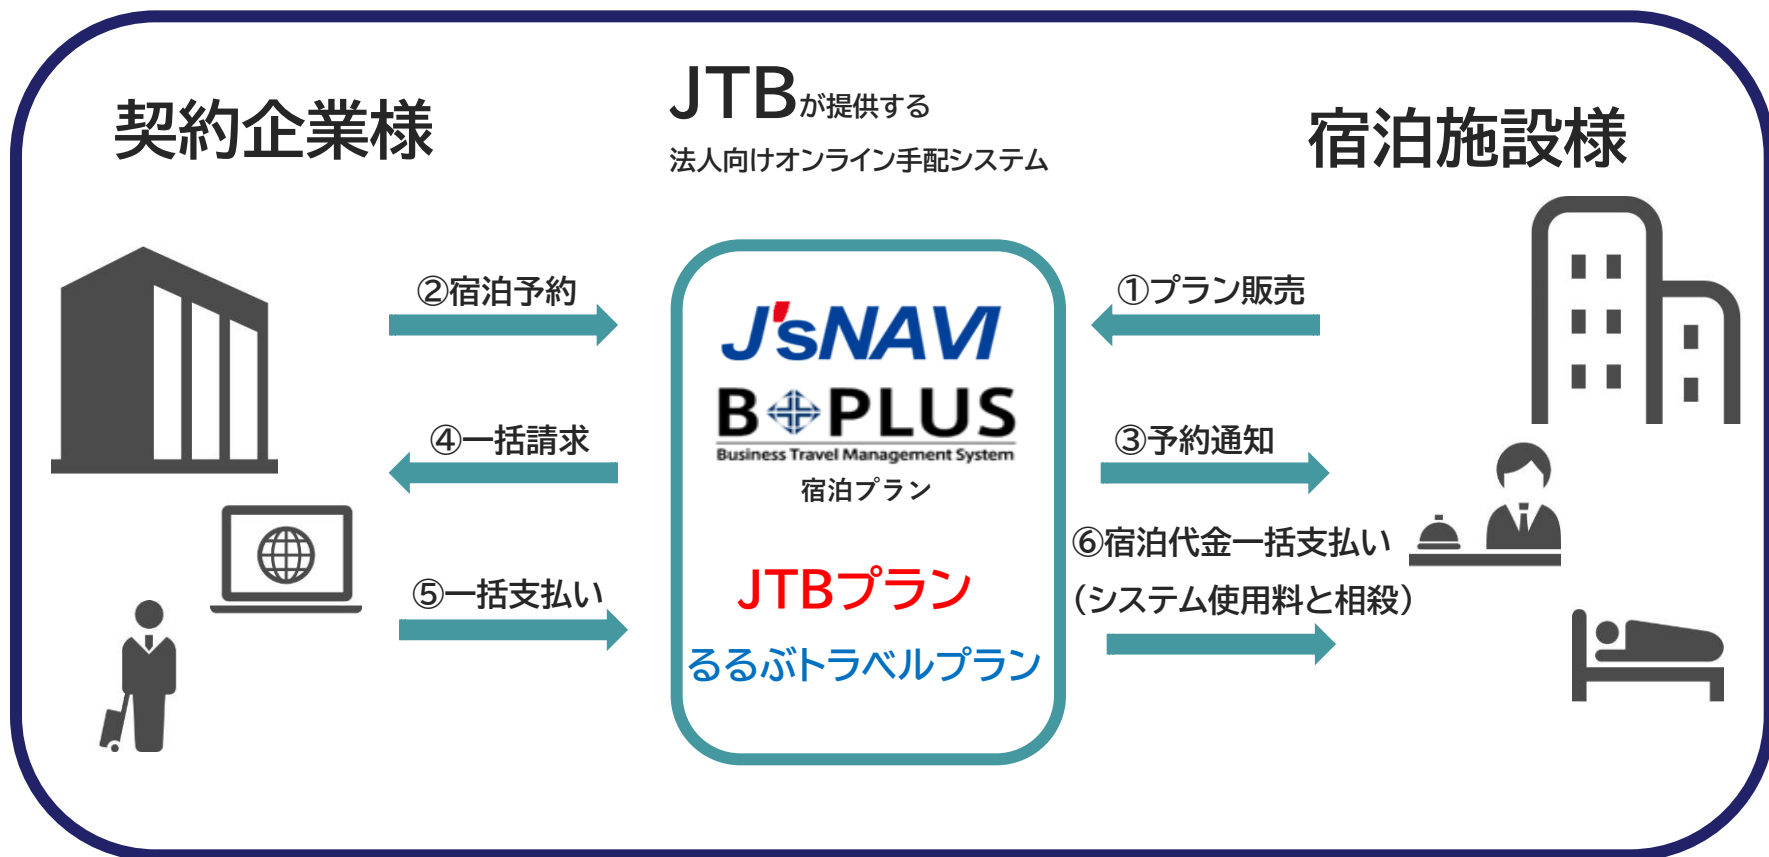 契約企業様
JTBが提供する
法人向けオンライン手配システム
宿泊施設様
②宿泊予約
④一括請求
⑤一括支払い
J'sNAVI
B PLUS
Business Travel Management System
宿泊プラン
JTBプラン
るるぶトラベルプラン
①プラン販売
③予約通知
⑥宿泊代金一括支払い
（システム使用料と相殺）